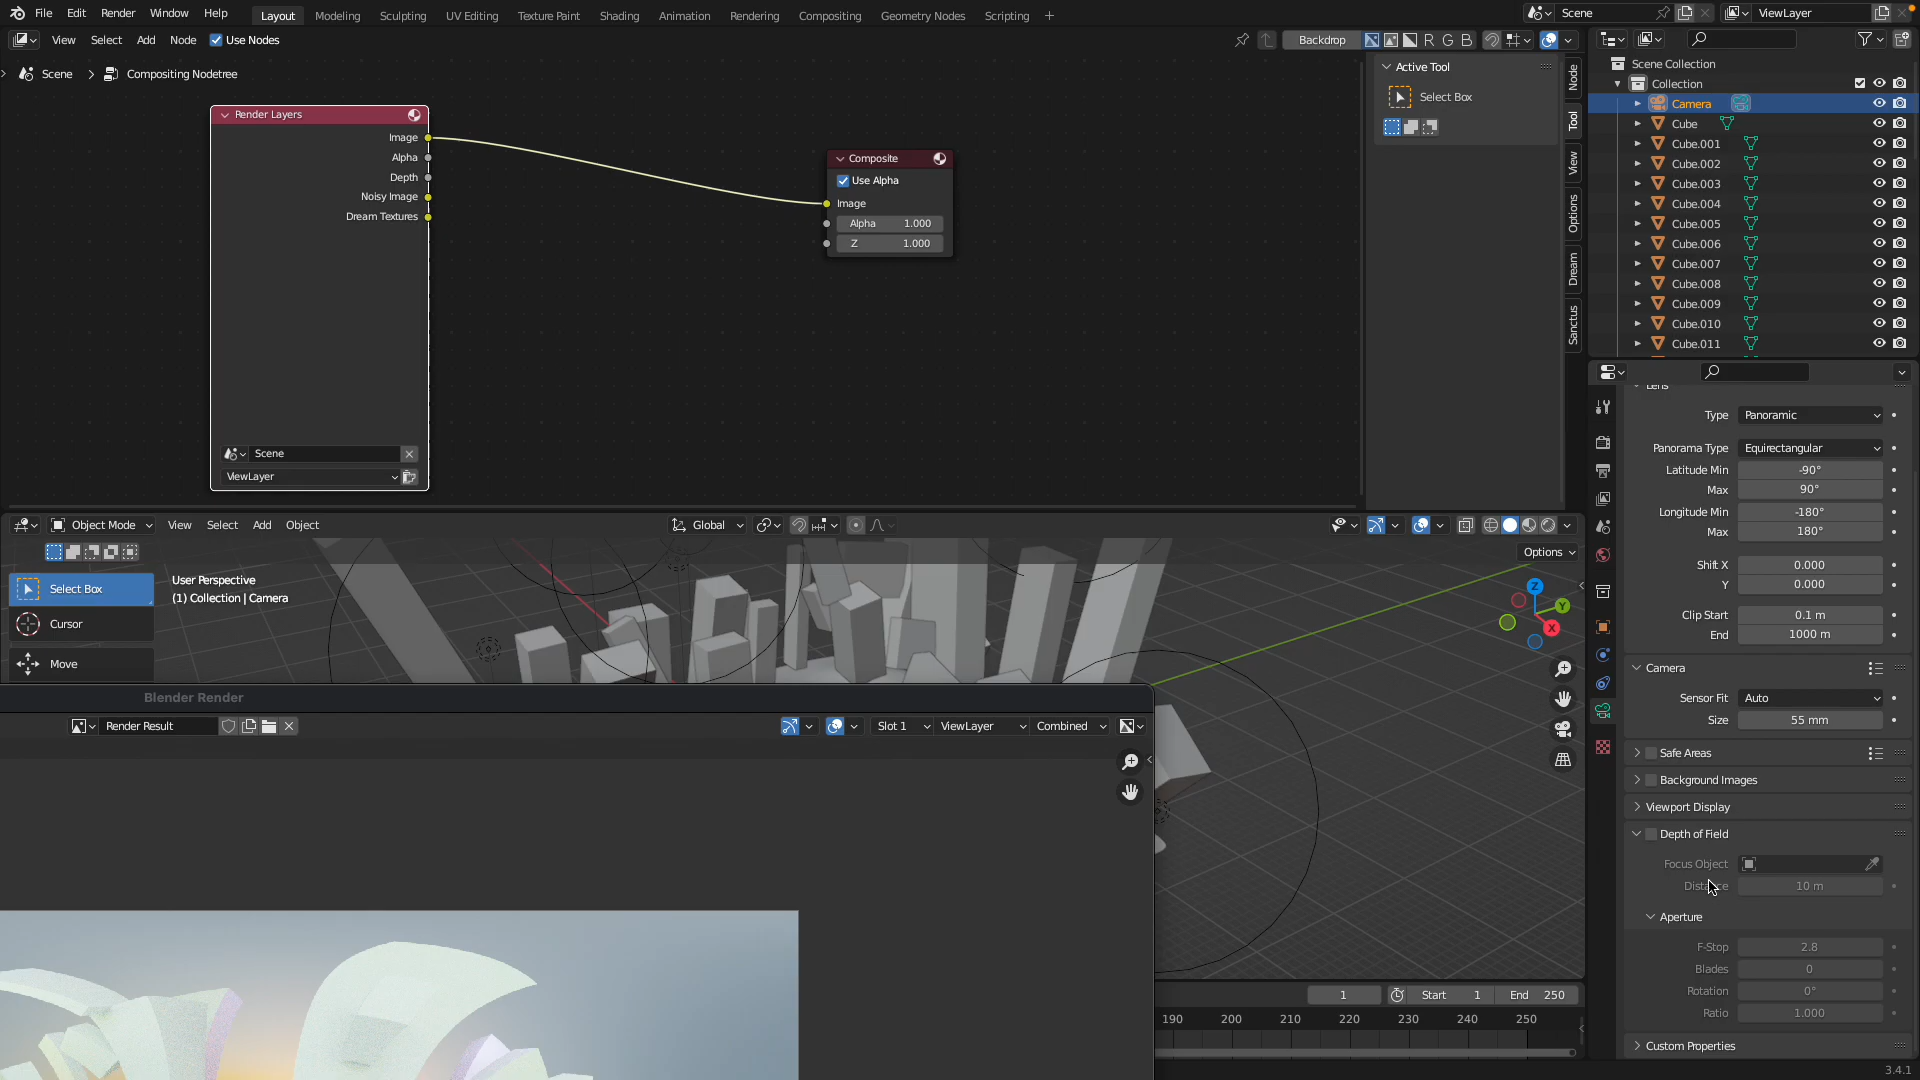 File Edit Render Window Help Layout Modeling Sculpting UV Editing Texture Paint Shading Animation Rendering Compositing Geometry Nodes Scripting + Scene ViewLayer
View Select Add Node Use Nodes Backdrop R G B
Scene > Compositing Nodetree
Render Layers
Image
Alpha
Depth
Noisy Image
Dream Textures
Scene
ViewLayer
Composite
Use Alpha
Image
Alpha 1.000
Z 1.000
Active Tool
Select Box
Node
Tool
View
Options
Dream
Sanctus
Scene Collection
Collection
Camera
Cube
Cube.001
Cube.002
Cube.003
Cube.004
Cube.005
Cube.006
Cube.007
Cube.008
Cube.009
Cube.010
Cube.011
Object Mode View Select Add Object Global
Options
Select Box
Cursor
Move
User Perspective
(1) Collection | Camera
Z
Y
X
Blender Render
Render Result Slot 1 ViewLayer Combined
1 Start 1 End 250
190 200 210 220 230 240 250
Lens
Type Panoramic
Panorama Type Equirectangular
Latitude Min -90°
Max 90°
Longitude Min -180°
Max 180°
Shift X 0.000
Y 0.000
Clip Start 0.1 m
End 1000 m
Camera
Sensor Fit Auto
Size 55 mm
Safe Areas
Background Images
Viewport Display
Depth of Field
Focus Object
Distance 10 m
Aperture
F-Stop 2.8
Blades 0
Rotation 0°
Ratio 1.000
Custom Properties
3.4.1